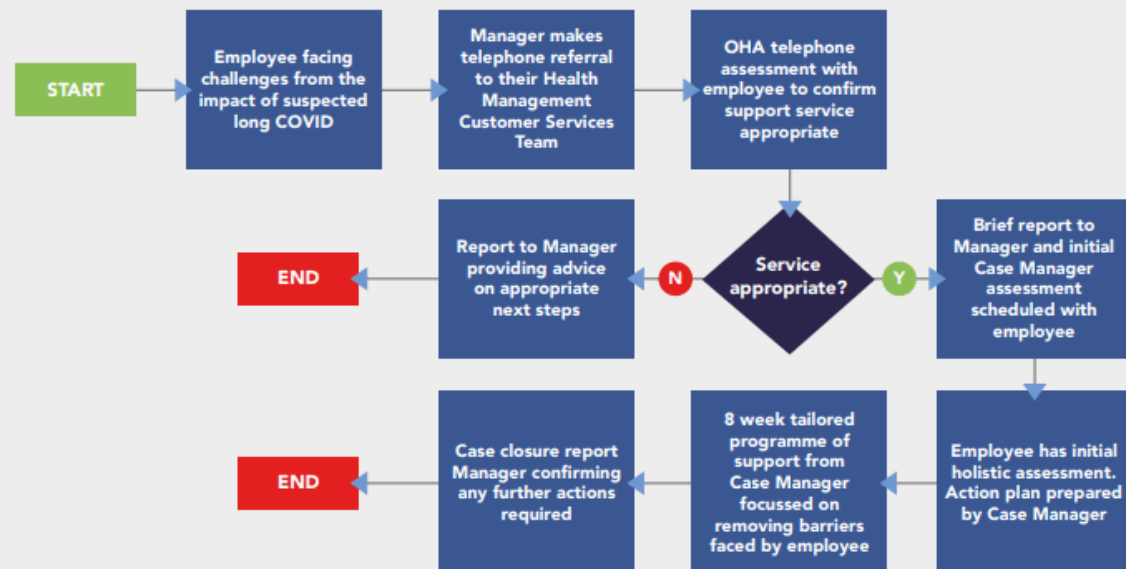 START
Employee facing
challenges from the
impact of suspected
long COVID
Manager makes
telephone referral
to their Health
Management
Customer Services
Team
OHA telephone
assessment with
employee to confirm
support service
appropriate
Service
appropriate?
N
Report to Manager
providing advice
on appropriate
next steps
END
Y
Brief report to
Manager and initial
Case Manager
assessment
scheduled with
employee
Employee has initial
holistic assessment.
Action plan prepared
by Case Manager
8 week tailored
programme of
support from
Case Manager
focussed on
removing barriers
faced by employee
Case closure report
Manager confirming
any further actions
required
END